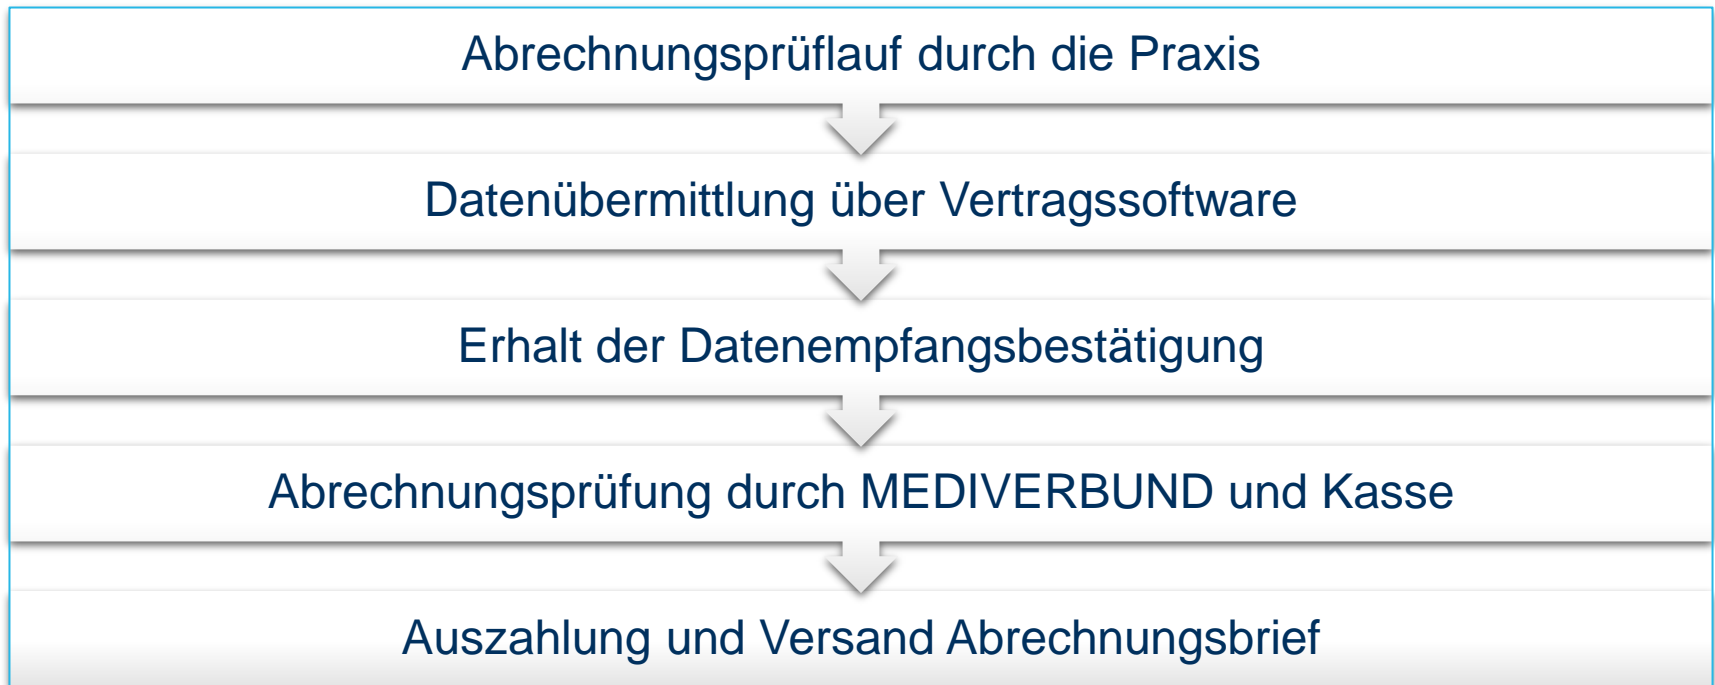 Abrechnungsprüflauf durch die Praxis
Datenübermittlung über Vertragssoftware
Erhalt der Datenempfangsbestätigung
Abrechnungsprüfung durch MEDIVERBUND und Kasse
Auszahlung und Versand Abrechnungsbrief